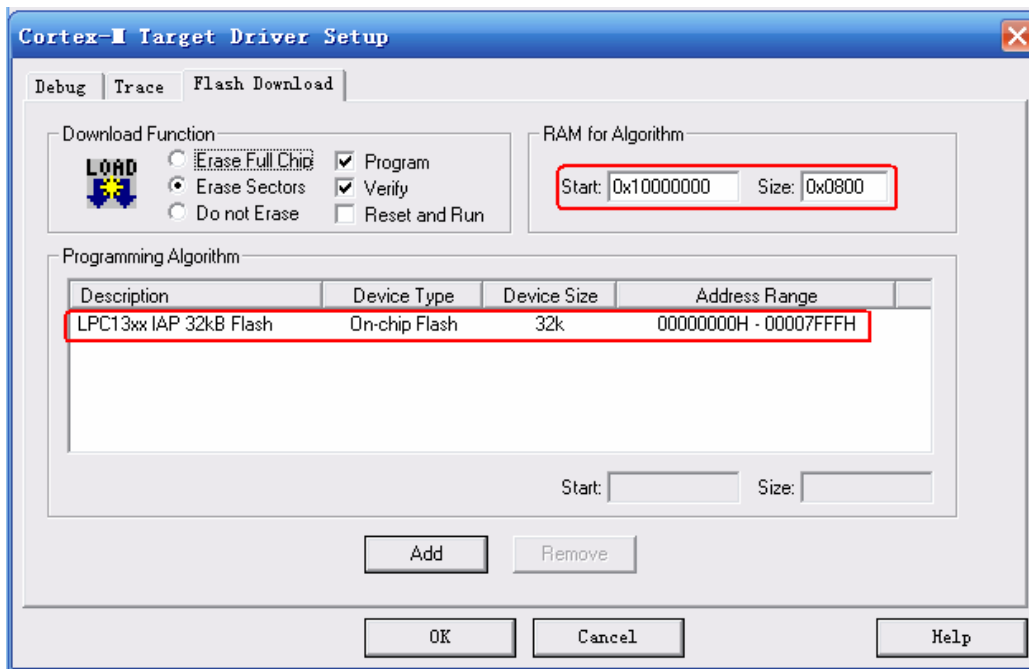 Cortex-M Target Driver Setup
Debug Trace Flash Download
Download Function
LOAD
Erase Full Chip
Erase Sectors
Do not Erase
Program
Verify
Reset and Run
RAM for Algorithm
Start: 0x10000000 Size: 0x0800
Programming Algorithm
Description Device Type Device Size Address Range
LPC13xx IAP 32kB Flash On-chip Flash 32k 00000000H - 00007FFFH
Start: Size:
Add Remove
OK Cancel Help